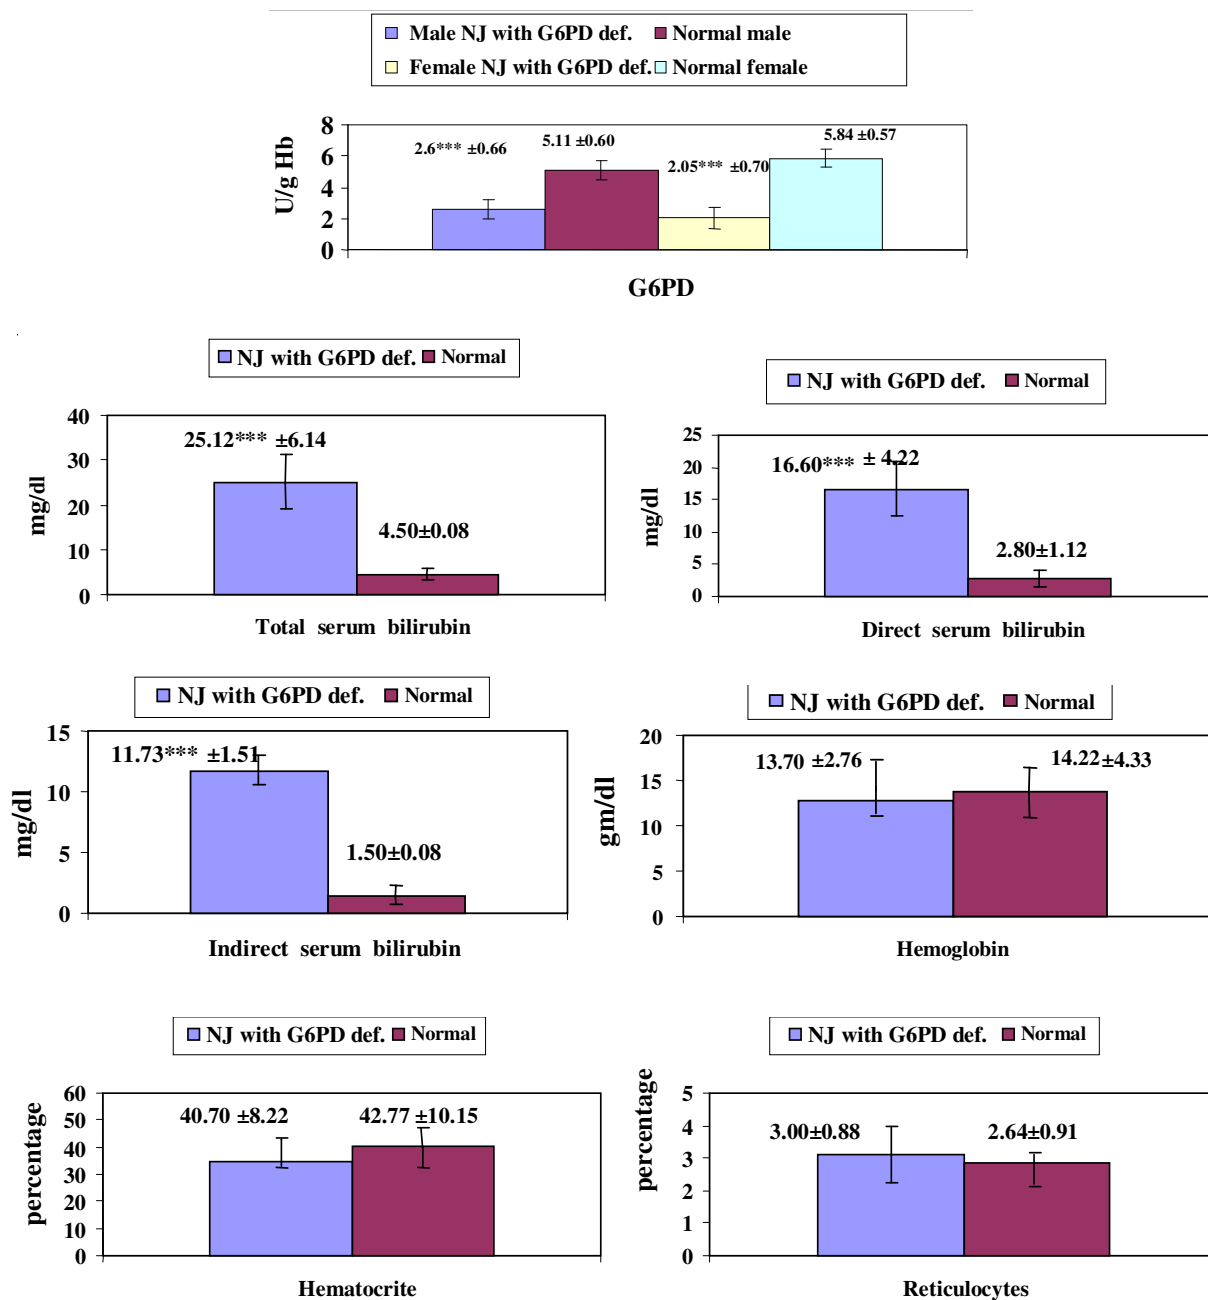 Male NJ with G6PD def. Normal male
Female NJ with G6PD def. Normal female
8
6
4
2
0
U/g Hb
2.6*** ±0.66
5.11 ±0.60
2.05*** ±0.70
5.84 ±0.57
G6PD
NJ with G6PD def. Normal
40
30
20
10
0
mg/dl
25.12*** ±6.14
4.50±0.08
Total serum bilirubin
NJ with G6PD def. Normal
25
20
15
10
5
0
mg/dl
16.60*** ± 4.22
2.80±1.12
Direct serum bilirubin
NJ with G6PD def. Normal
15
10
5
0
mg/dl
11.73*** ±1.51
1.50±0.08
Indirect serum bilirubin
NJ with G6PD def. Normal
20
15
10
5
0
gm/dl
13.70 ±2.76
14.22±4.33
Hemoglobin
NJ with G6PD def. Normal
60
50
40
30
20
10
0
percentage
40.70 ±8.22
42.77 ±10.15
Hematocrite
NJ with G6PD def. Normal
5
4
3
2
1
0
percentage
3.00±0.88
2.64±0.91
Reticulocytes